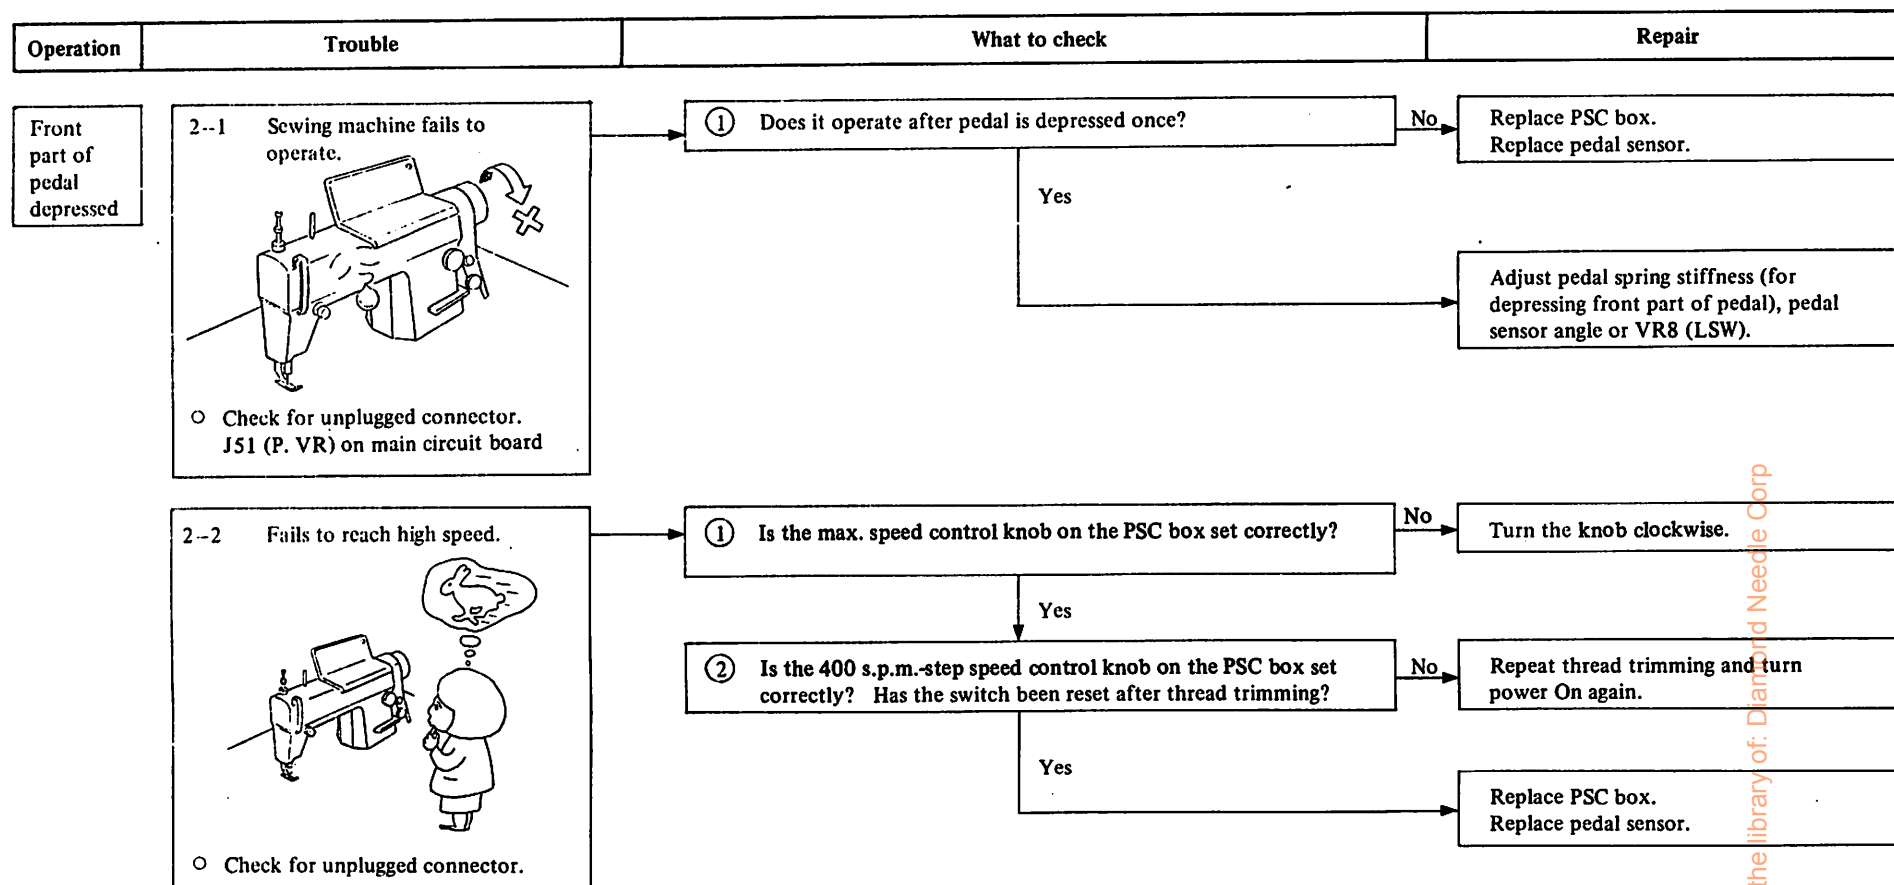 Operation
Trouble
What to check
Repair
Front
part of
pedal
depressed
2--1 Sewing machine fails to
operate.
○ Check for unplugged connector.
J51 (P. VR) on main circuit board
① Does it operate after pedal is depressed once?
No
Replace PSC box.
Replace pedal sensor.
Yes
Adjust pedal spring stiffness (for
depressing front part of pedal), pedal
sensor angle or VR8 (LSW).
2--2 Fails to reach high speed.
○ Check for unplugged connector.
① Is the max. speed control knob on the PSC box set correctly?
No
Turn the knob clockwise.
Yes
② Is the 400 s.p.m.-step speed control knob on the PSC box set
correctly? Has the switch been reset after thread trimming?
No
Repeat thread trimming and turn
power On again.
Yes
Replace PSC box.
Replace pedal sensor.
the library of: Diamond Needle Corp